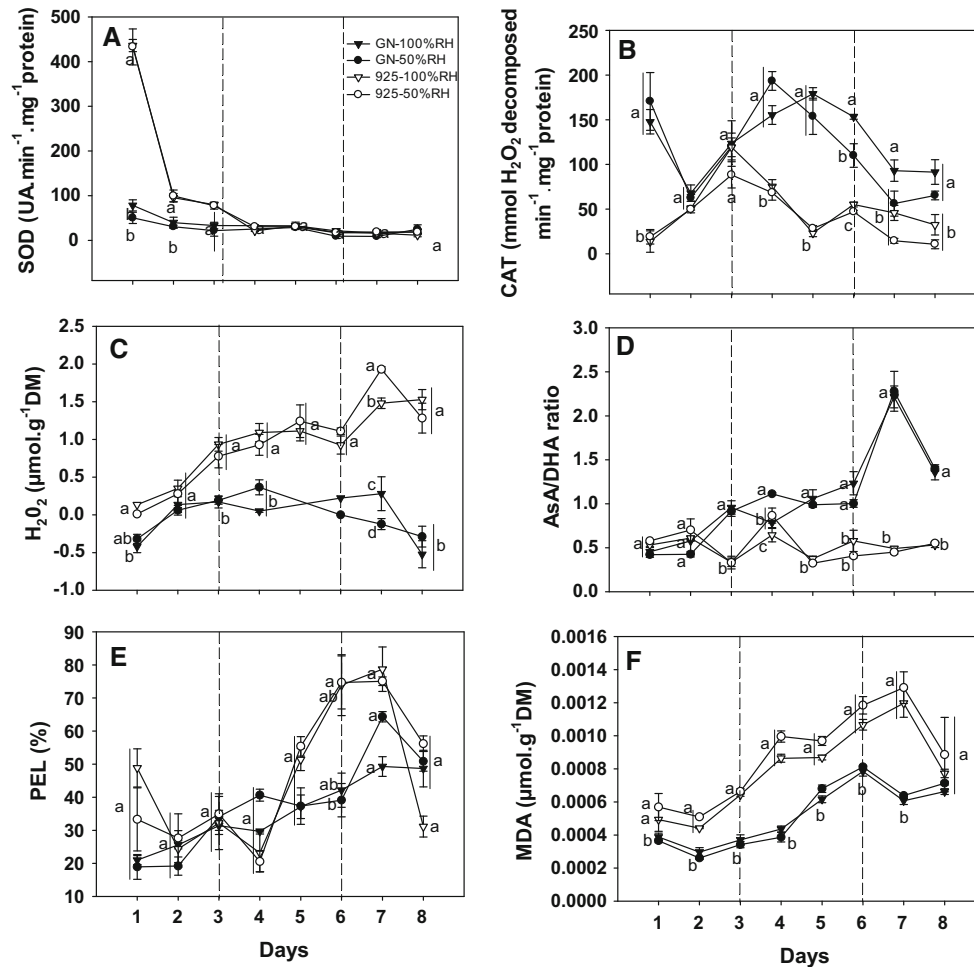 A
SOD (UA.min⁻¹.mg⁻¹protein)
500
400
300
200
100
0
GN-100%RH
GN-50%RH
925-100%RH
925-50%RH
a
a
a
b
b
a
a
a
a
B
CAT (mmol H₂O₂ decomposed
min⁻¹.mg⁻¹protein)
250
200
150
100
50
0
a
b
a
a
a
a
b
a
b
a
b
c
a
b
a
b
C
H₂0₂ (μmol.g⁻¹DM)
2.5
2.0
1.5
1.0
0.5
0.0
-0.5
-1.0
a
ab
b
a
a
b
a
b
a
a
a
b
c
d
a
b
D
AsA/DHA ratio
3.0
2.5
2.0
1.5
1.0
0.5
0.0
a
a
a
a
b
a
b
c
a
b
a
a
b
b
a
b
a
b
E
PEL (%)
90
80
70
60
50
40
30
20
10
a
a
a
a
a
a
ab
ab
b
a
a
a
a
a
1 2 3 4 5 6 7 8
Days
F
MDA (μmol.g⁻¹DM)
0.0016
0.0014
0.0012
0.0010
0.0008
0.0006
0.0004
0.0002
0.0000
a
a
b
a
b
a
b
a
b
a
b
a
b
a
b
a
b
1 2 3 4 5 6 7 8
Days